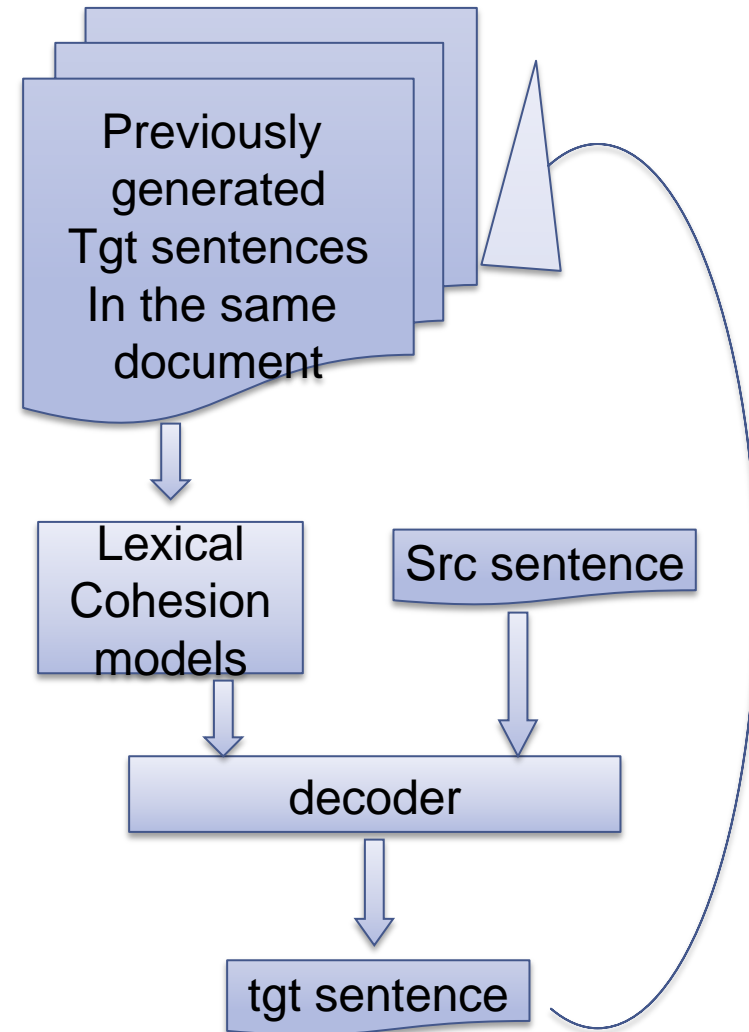 Previously
generated
Tgt sentences
In the same
document
Lexical
Cohesion
models
Src sentence
decoder
tgt sentence